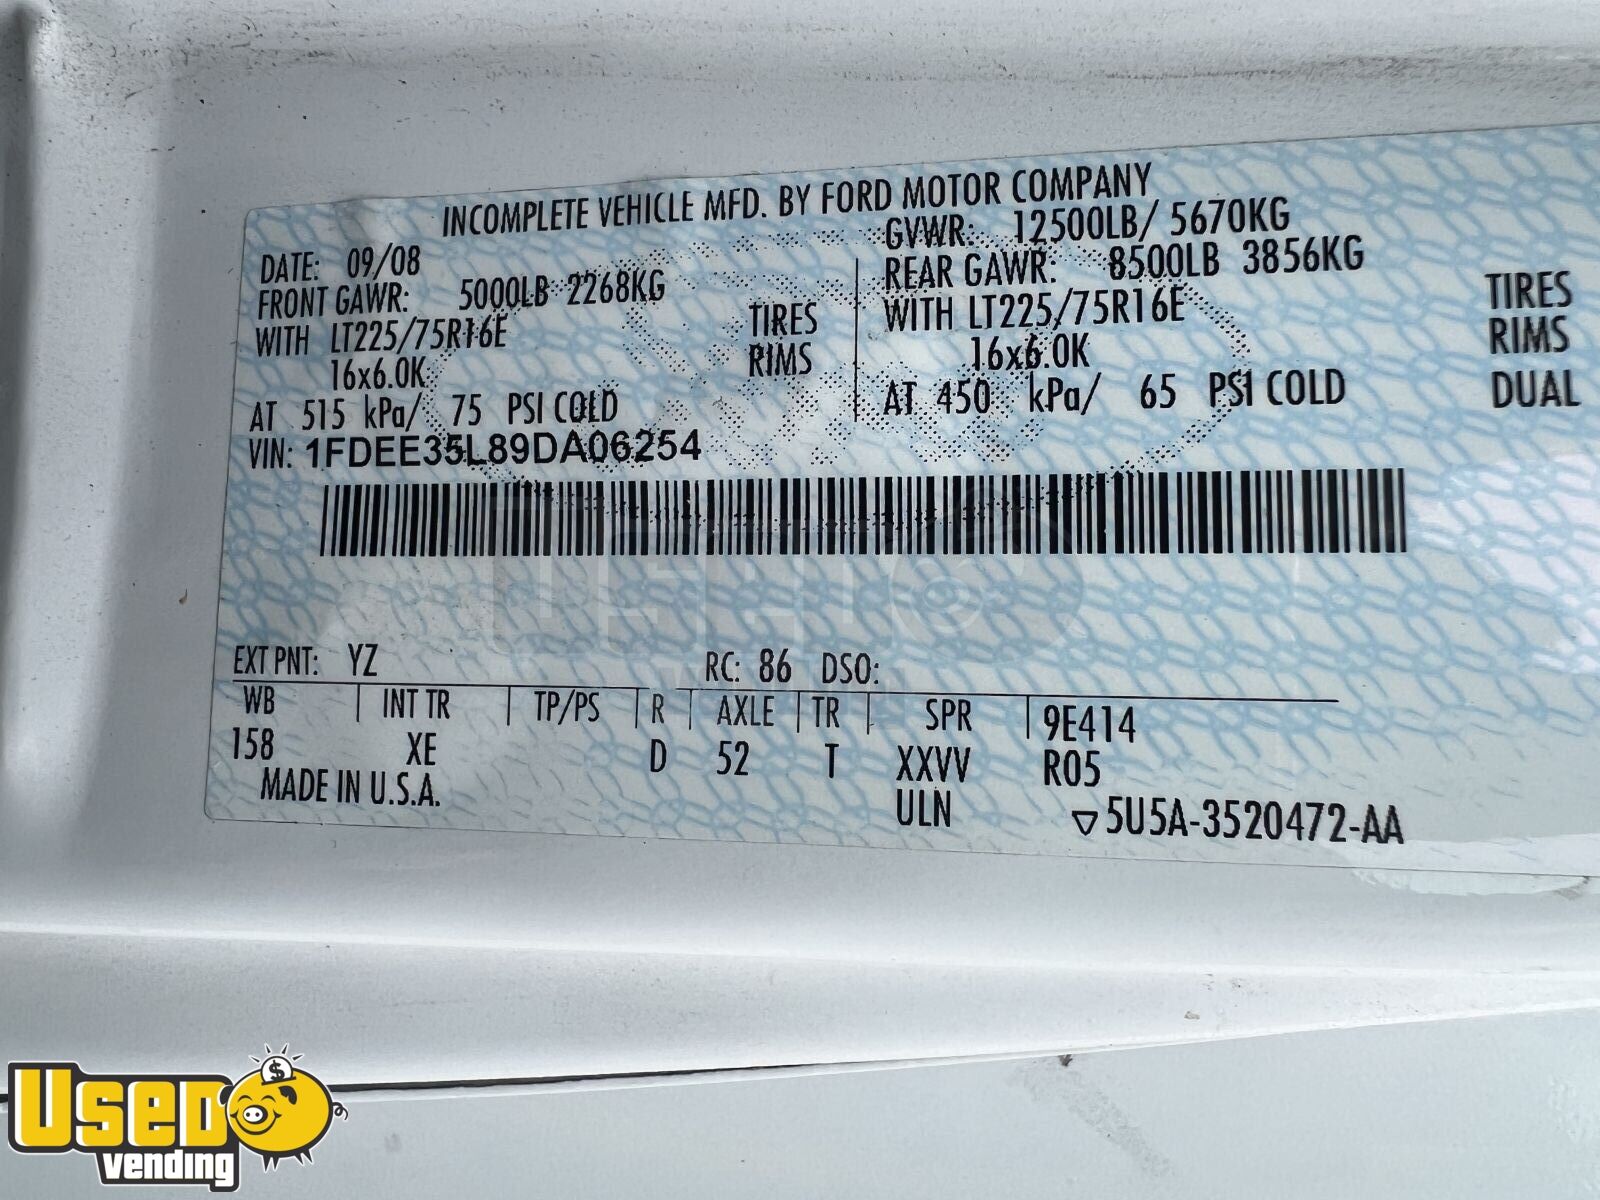 INCOMPLETE VEHICLE MFD. BY FORD MOTOR COMPANY
DATE: 09/08 GVWR: 12500LB/ 5670KG
FRONT GAWR: 5000LB 2268KG REAR GAWR: 8500LB 3856KG
WITH LT225/75R16E TIRES WITH LT225/75R16E TIRES
16x6.0K RIMS 16x6.0K RIMS
AT 515 kPa/ 75 PSI COLD AT 450 kPa/ 65 PSI COLD DUAL
VIN: 1FDEE35L89DA06254
EXT PNT: YZ RC: 86 DSO:
WB INT TR TP/PS R AXLE TR SPR 9E414
158 XE D 52 T XXVV R05
MADE IN U.S.A. ULN ▽5U5A-3520472-AA
USED
vending